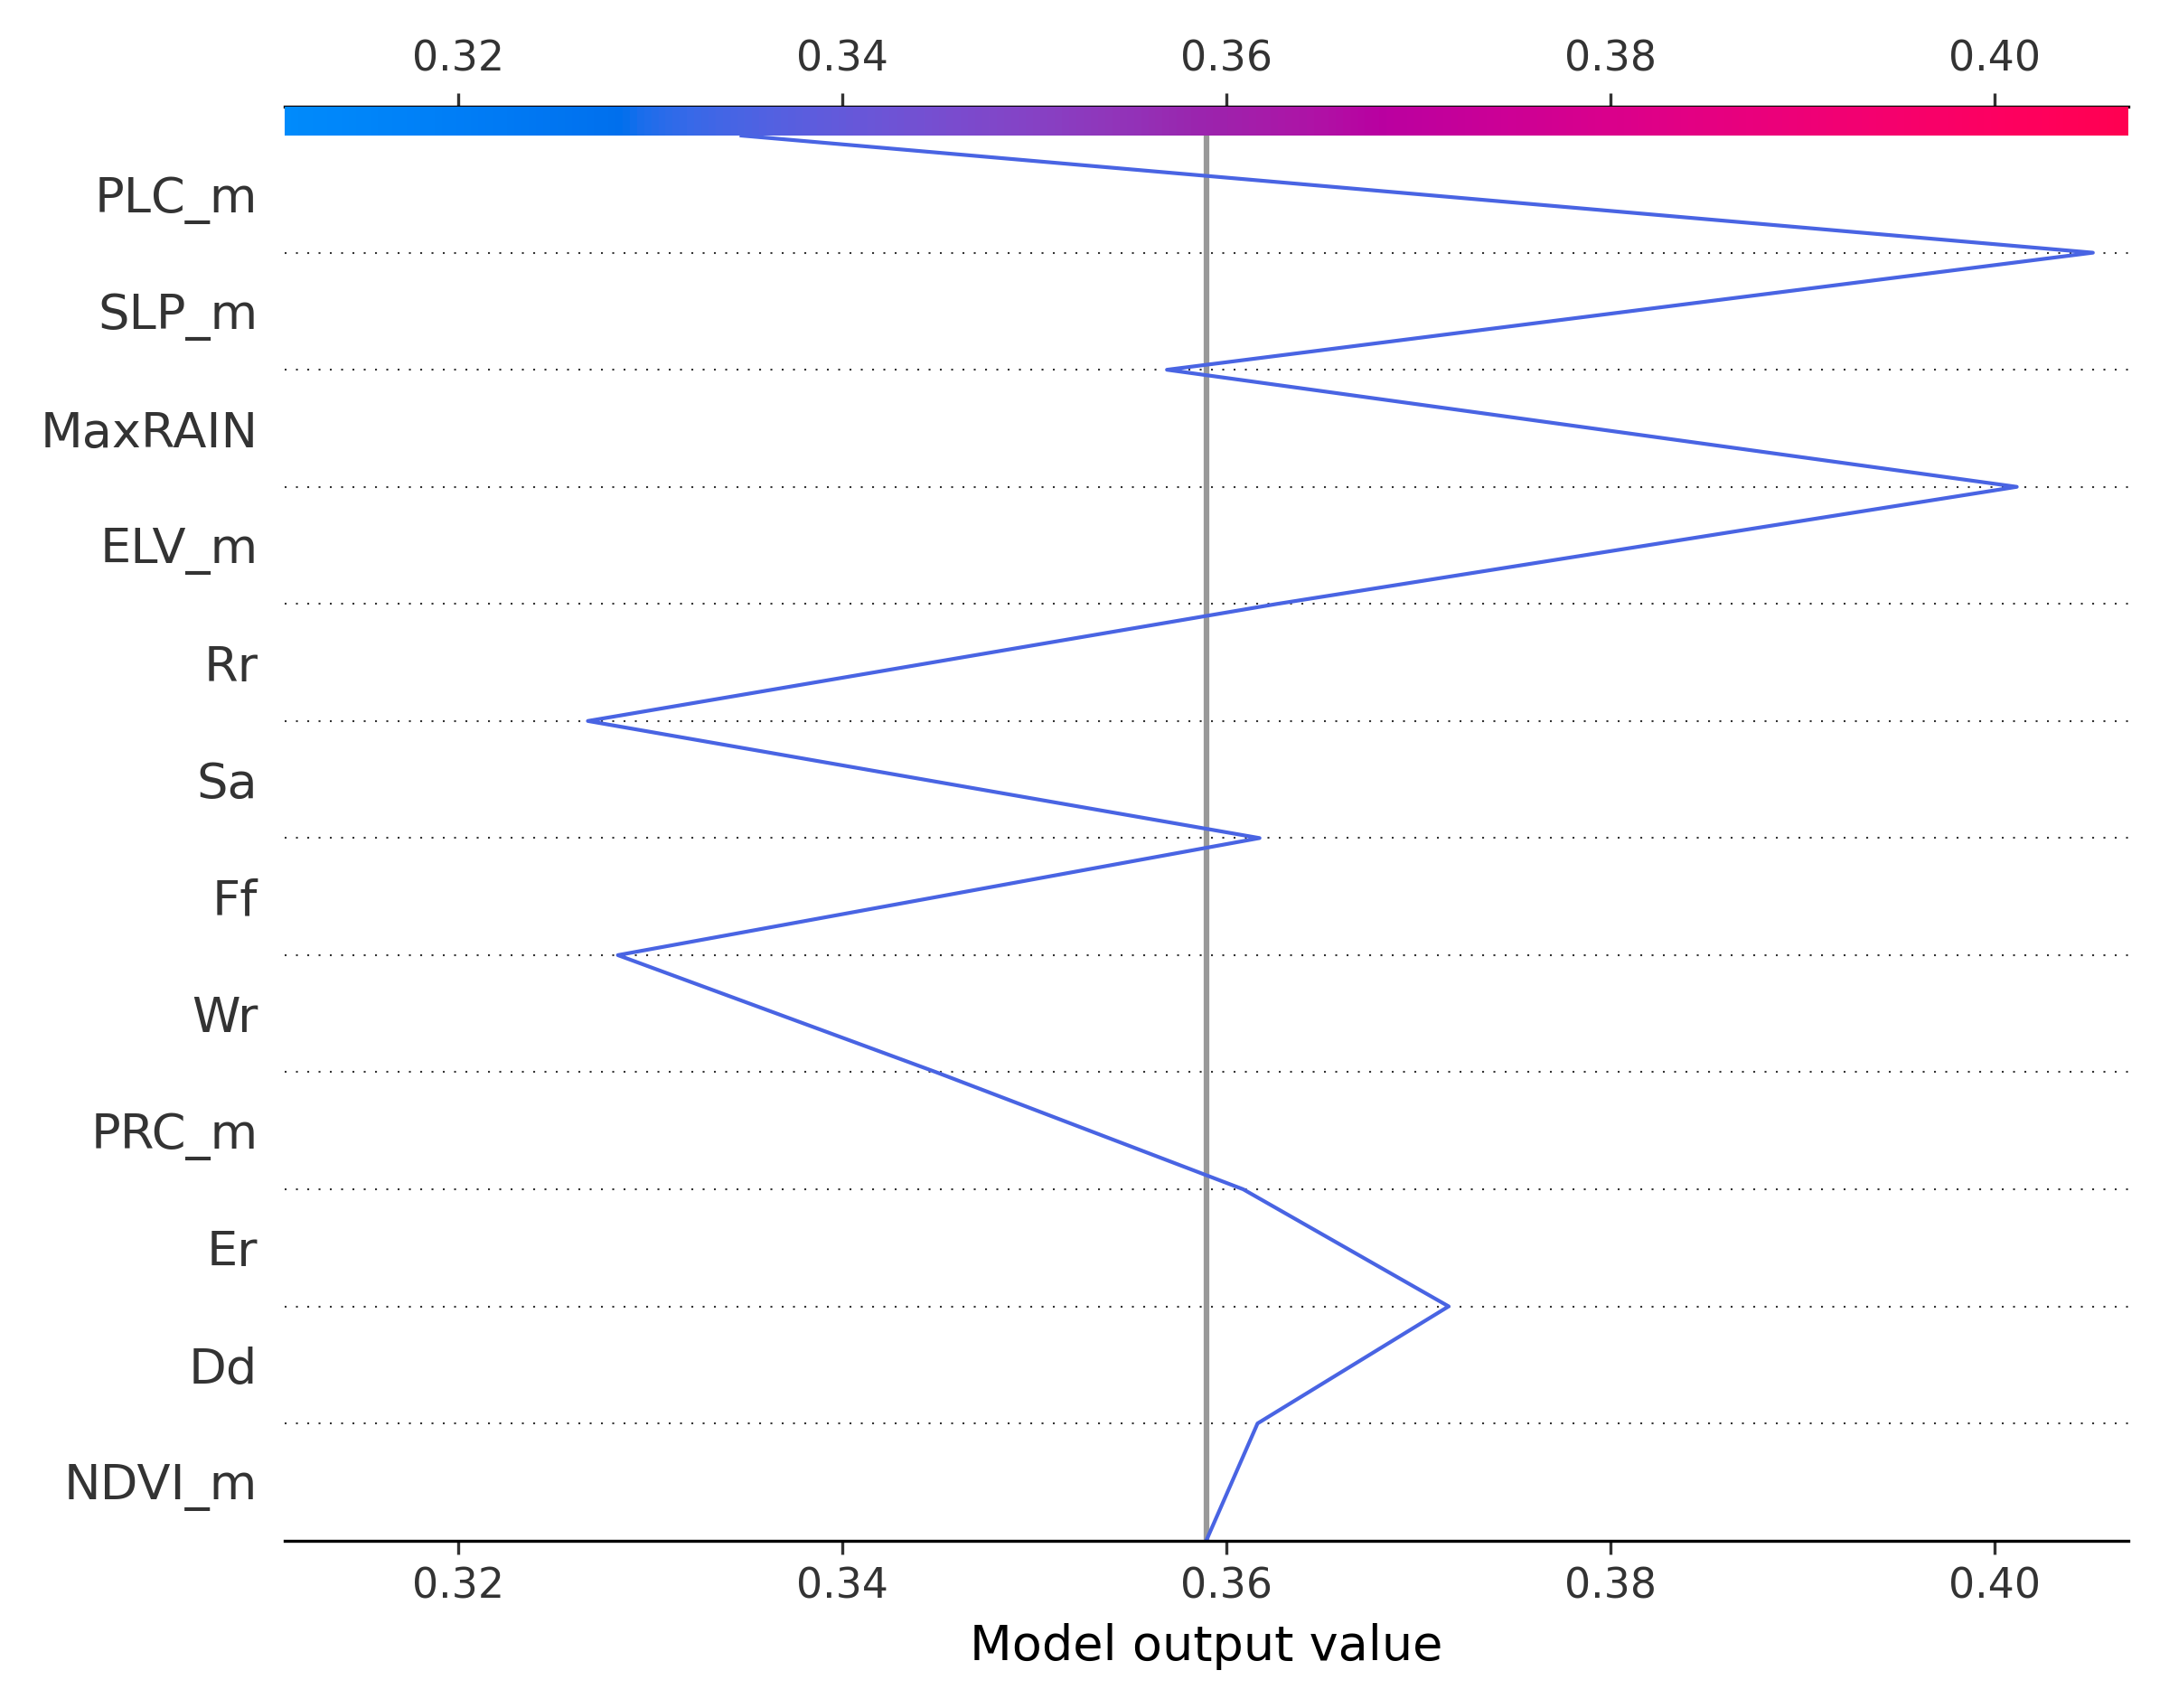 0.32 0.34 0.36 0.38 0.40
PLC_m
SLP_m
MaxRAIN
ELV_m
Rr
Sa
Ff
Wr
PRC_m
Er
Dd
NDVI_m
0.32 0.34 0.36 0.38 0.40
Model output value